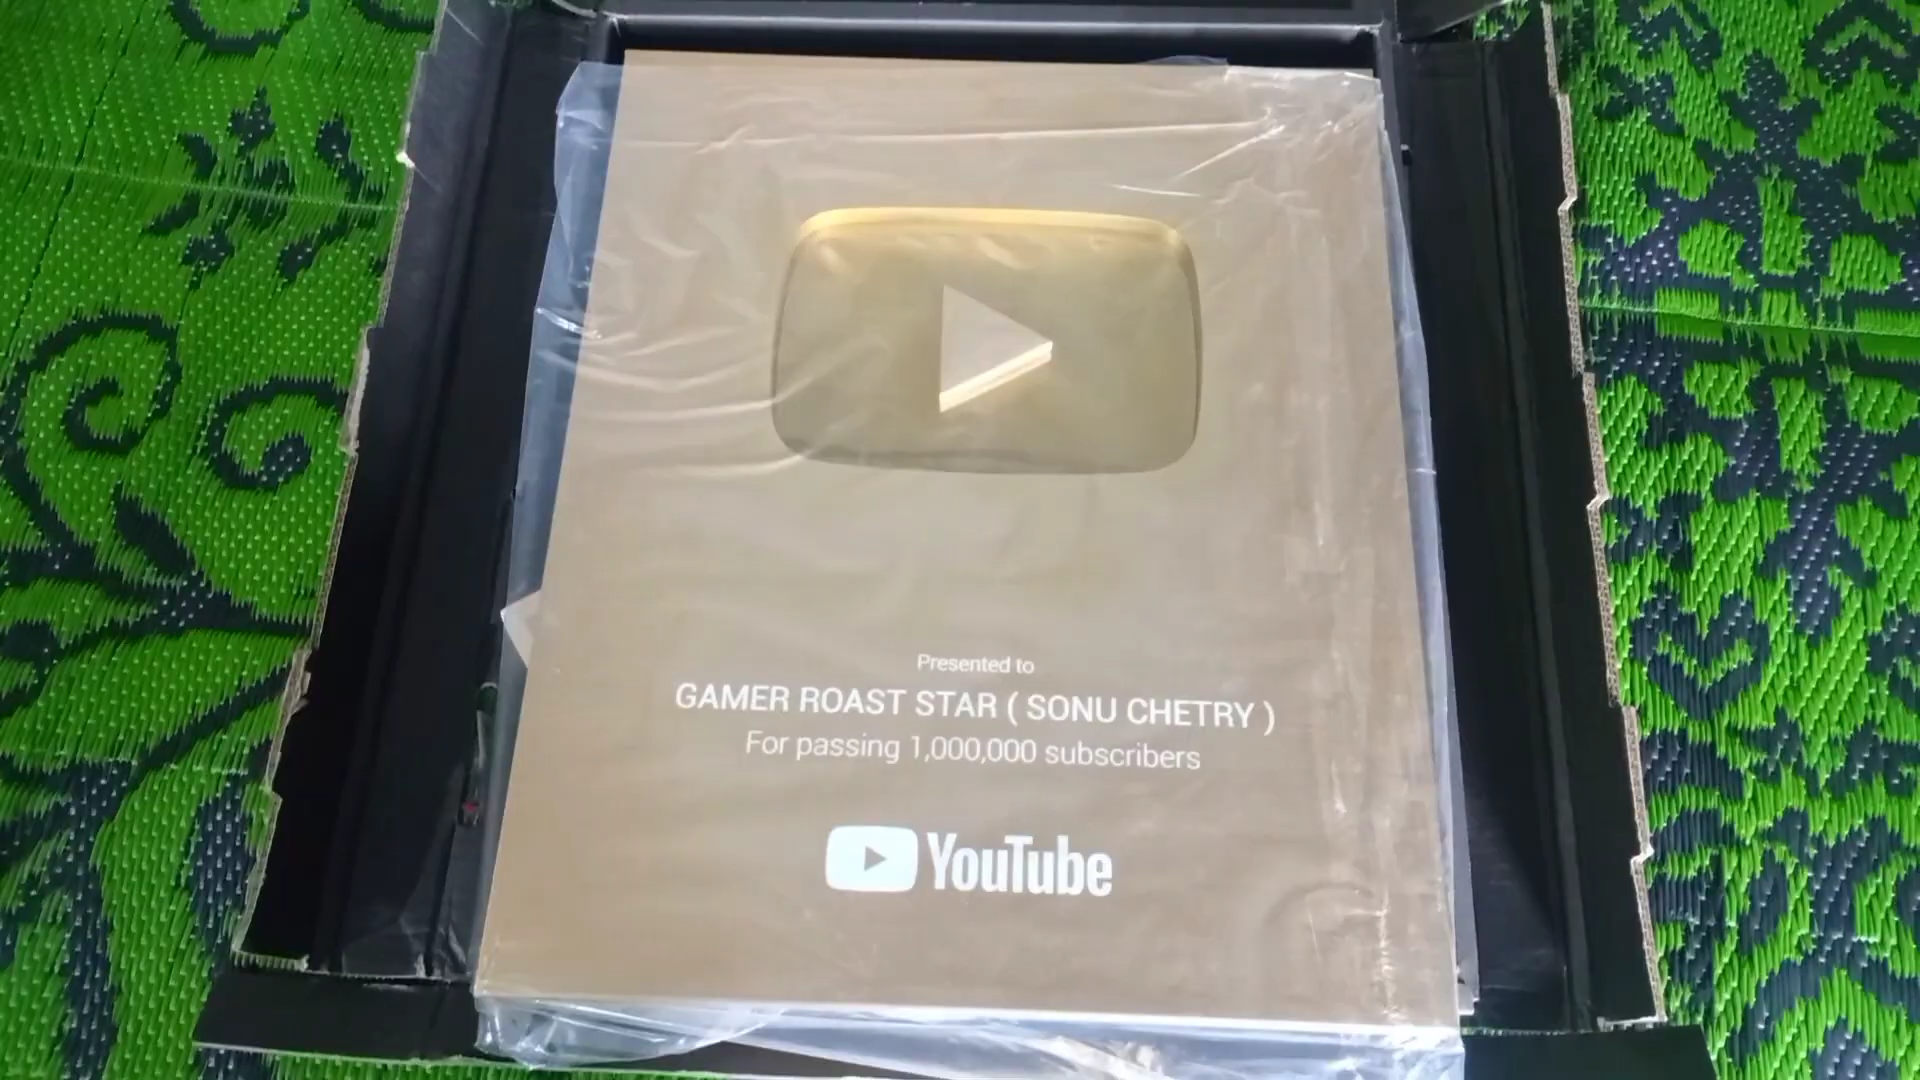 Presented to
GAMER ROAST STAR ( SONU CHETRY )
For passing 1,000,000 subscribers
YouTube